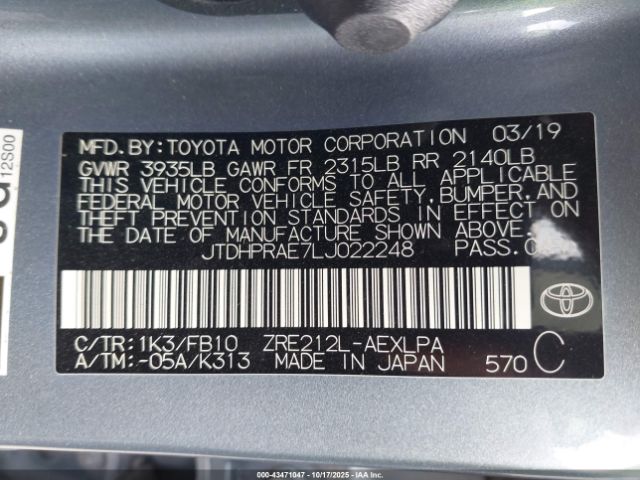 MFD. BY: TOYOTA MOTOR CORPORATION 03/19
GVWR 3935LB GAWR FR 2315LB RR 2140LB
THIS VEHICLE CONFORMS TO ALL APPLICABLE
FEDERAL MOTOR VEHICLE SAFETY, BUMPER, AND
THEFT PREVENTION STANDARDS IN EFFECT ON
THE DATE OF MANUFACTURE SHOWN ABOVE.
JTDHPRAE7LJ022248 PASS.
C/TR: 1K3/FB10 ZRE212L-AEXLPA
A/TM: -05A/K313 MADE IN JAPAN 570 C
12S00
000-43471047 - 10/17/2025 - IAAI.COM